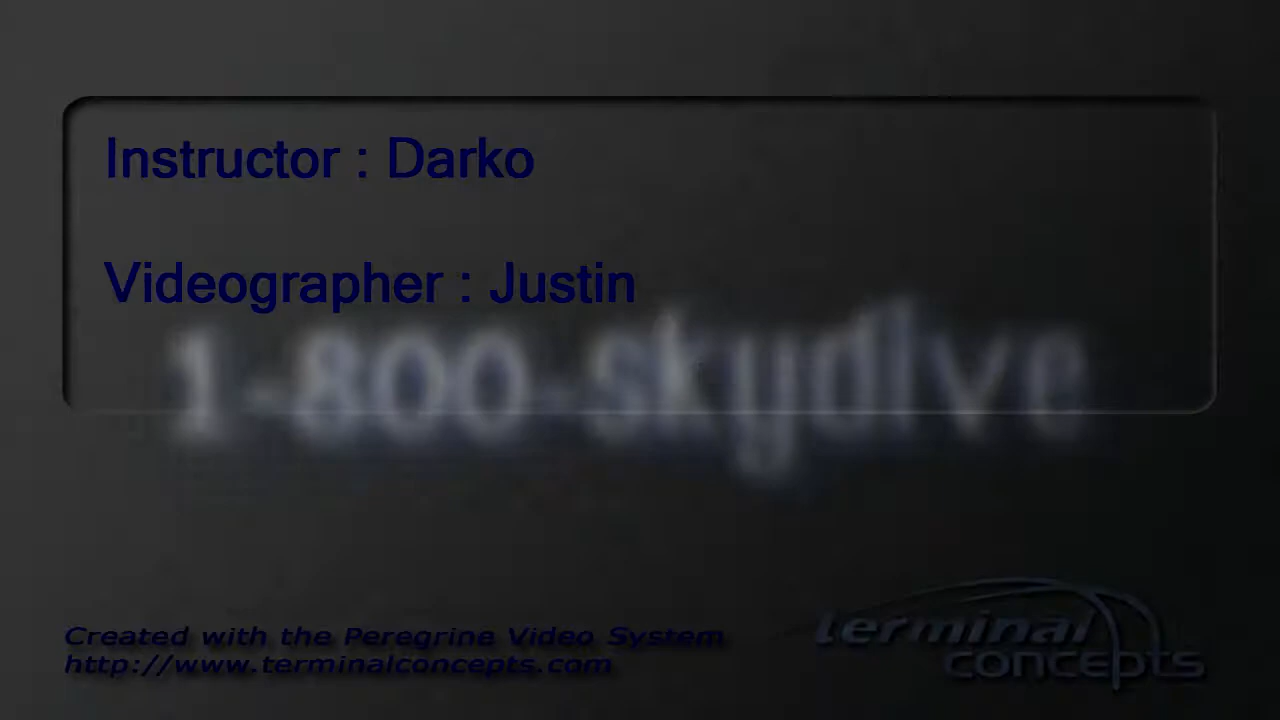 Instructor : Darko
Videographer : Justin
1-800-skydive
Created with the Peregrine Video System
http://www.terminalconcepts.com
terminal
concepts